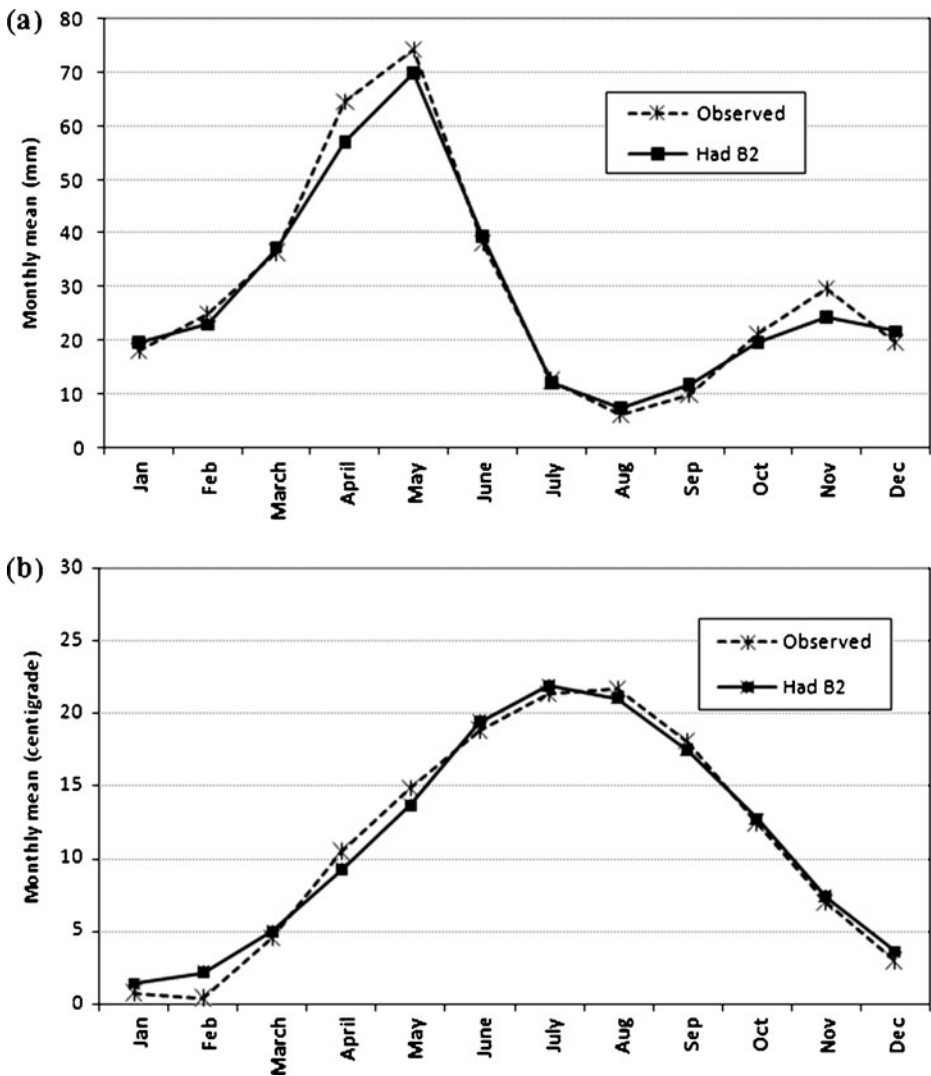 (a)
Monthly mean (mm)
80
70
60
50
40
30
20
10
0
Observed
Had B2
Jan
Feb
March
April
May
June
July
Aug
Sep
Oct
Nov
Dec
(b)
Monthly mean (centigrade)
30
25
20
15
10
5
0
Observed
Had B2
Jan
Feb
March
April
May
June
July
Aug
Sep
Oct
Nov
Dec